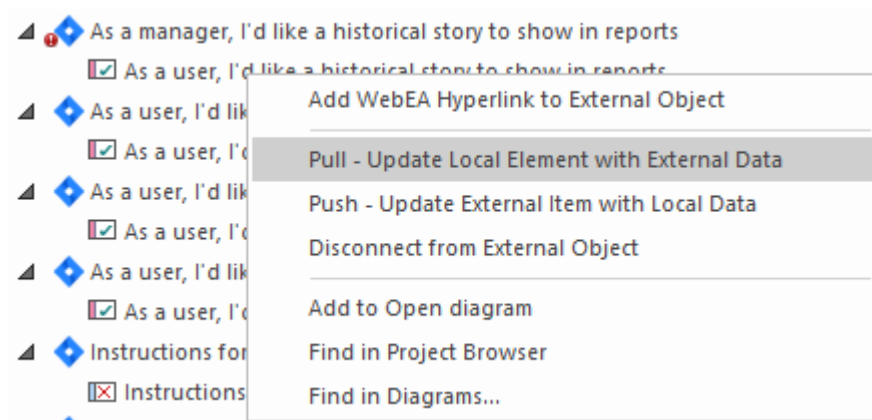 As a manager, I'd like a historical story to show in reports
As a user, I'd like a historical story to show in reports
As a user, I'd lik
Add WebEA Hyperlink to External Object
As a user, I'd
Pull - Update Local Element with External Data
As a user, I'd lik
Push - Update External Item with Local Data
As a user, I'd
Disconnect from External Object
As a user, I'd lik
As a user, I'd
Add to Open diagram
Instructions for
Find in Project Browser
Instructions
Find in Diagrams...